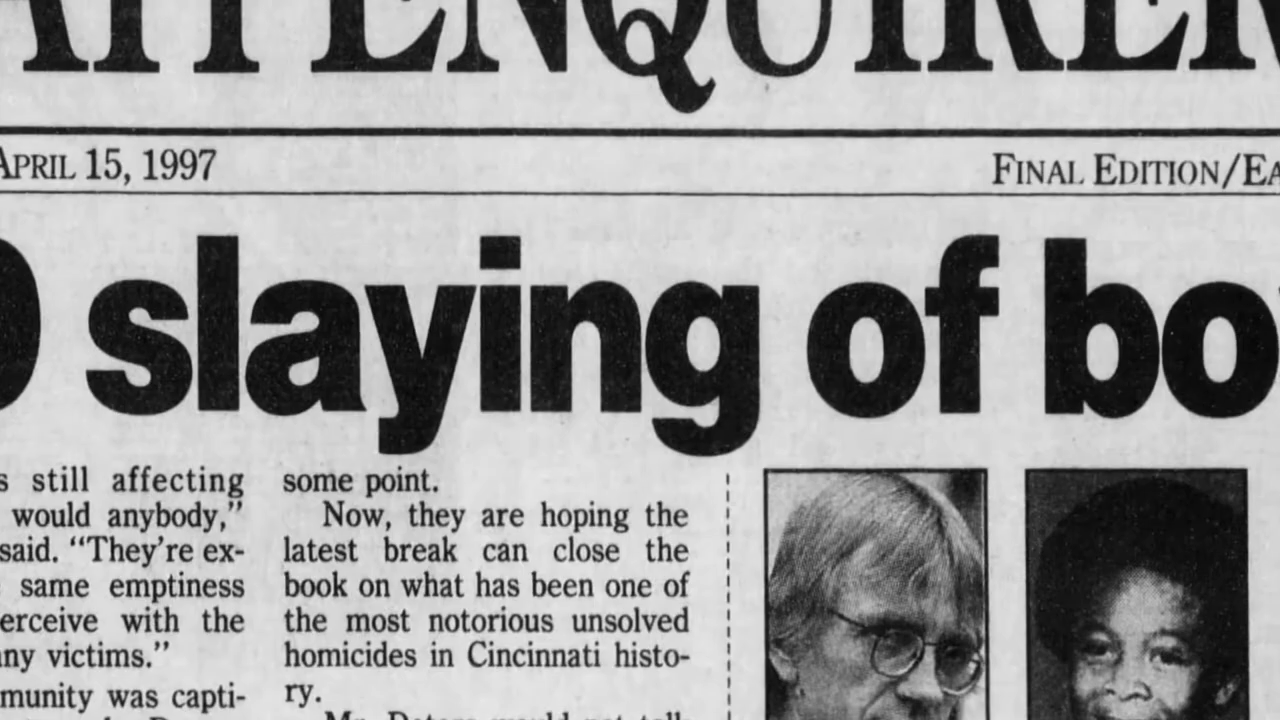 ATI ENQUIRER
APRIL 15, 1997
FINAL EDITION/EA
slaying of bo
s still affecting
would anybody,”
said. “They’re ex-
same emptiness
erceive with the
any victims.”
munity was capti-
some point.
Now, they are hoping the
latest break can close the
book on what has been one of
the most notorious unsolved
homicides in Cincinnati histo-
ry.
Mr. Deters would not talk